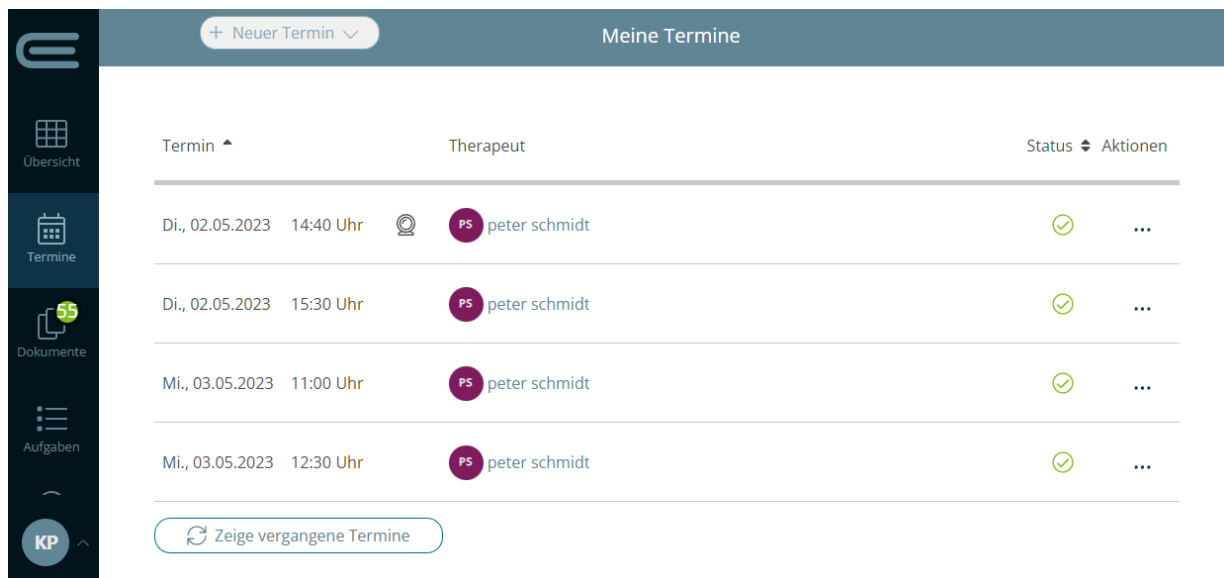 + Neuer Termin
Meine Termine
Übersicht
Termine
55
Dokumente
Aufgaben
KP
Termin Therapeut Status Aktionen
Di., 02.05.2023 14:40 Uhr PS peter schmidt ...
Di., 02.05.2023 15:30 Uhr PS peter schmidt ...
Mi., 03.05.2023 11:00 Uhr PS peter schmidt ...
Mi., 03.05.2023 12:30 Uhr PS peter schmidt ...
Zeige vergangene Termine